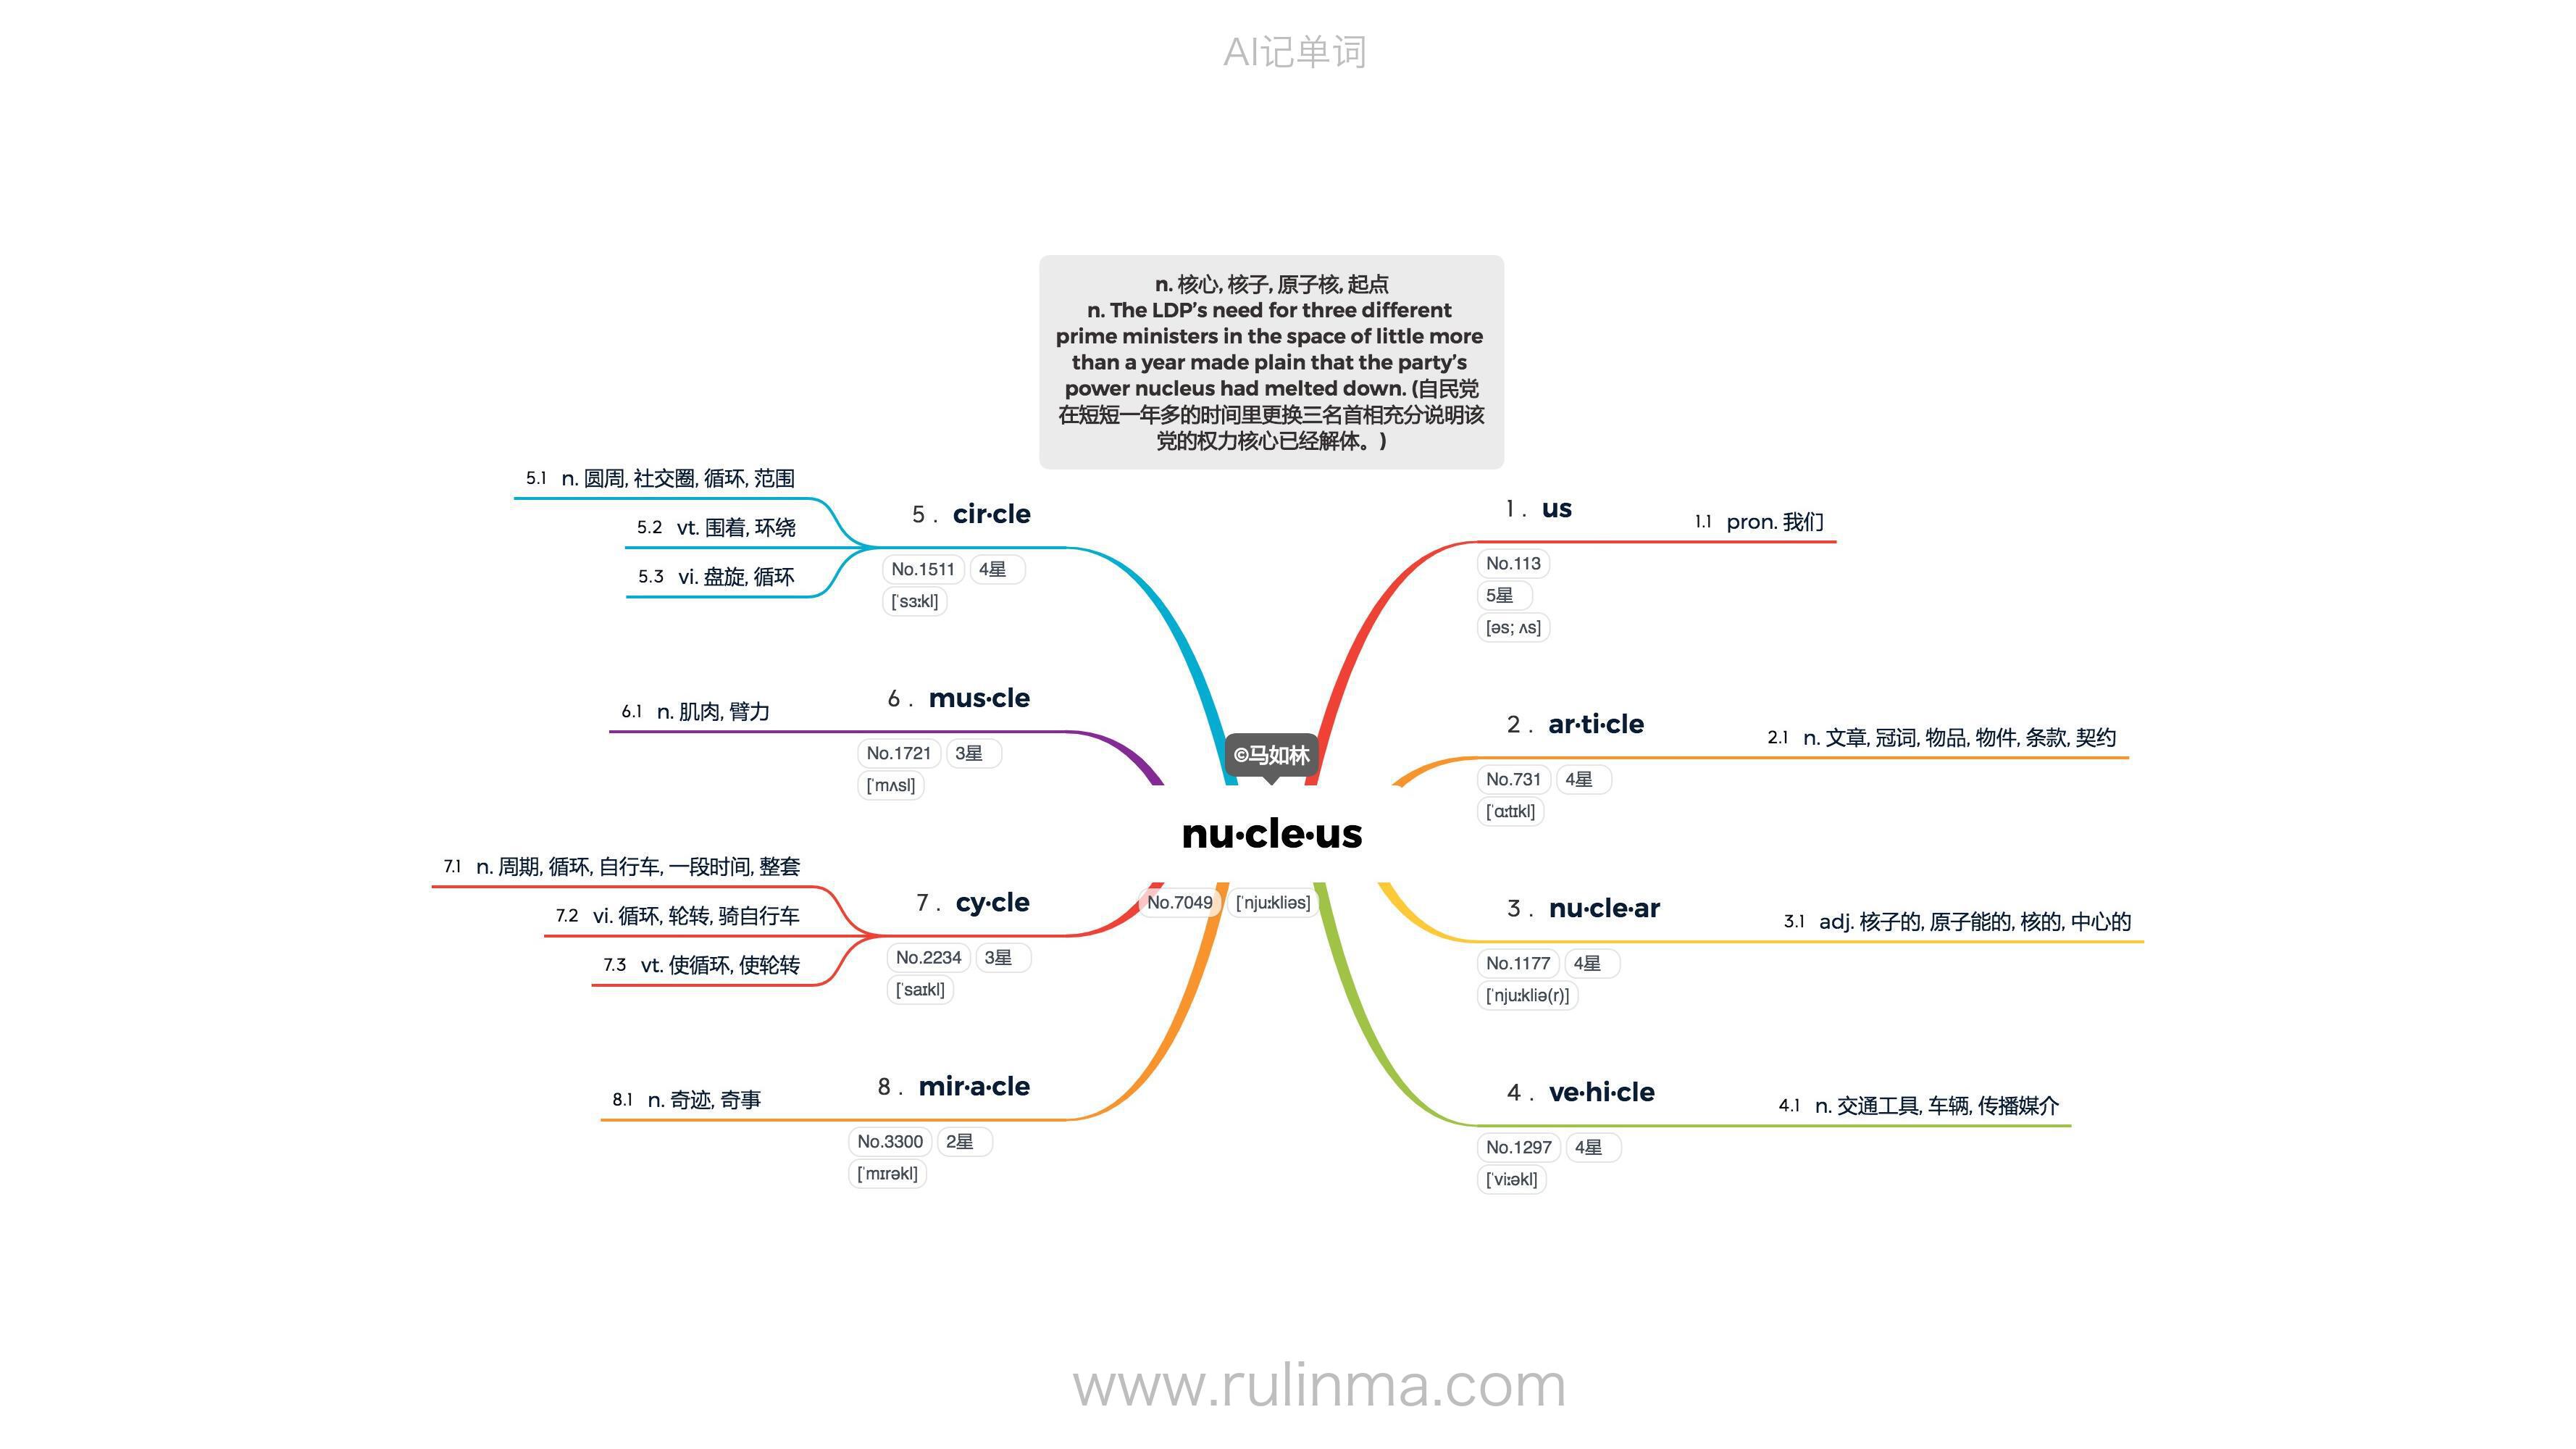 AI记单词
n. 核心, 核子, 原子核, 起点
n. The LDP’s need for three different
prime ministers in the space of little more
than a year made plain that the party’s
power nucleus had melted down. (自民党
在短短一年多的时间里更换三名首相充分说明该
党的权力核心已经解体。)
©马如林
nu·cle·us
No.7049 [ˈnjuːkliəs]
1 . us
1.1 pron. 我们
No.113
5星
[əs; ʌs]
2 . ar·ti·cle
2.1 n. 文章, 冠词, 物品, 物件, 条款, 契约
No.731 4星
[ˈɑːtɪkl]
3 . nu·cle·ar
3.1 adj. 核子的, 原子能的, 核的, 中心的
No.1177 4星
[ˈnjuːkliə(r)]
4 . ve·hi·cle
4.1 n. 交通工具, 车辆, 传播媒介
No.1297 4星
[ˈviːəkl]
5 . cir·cle
5.1 n. 圆周, 社交圈, 循环, 范围
5.2 vt. 围着, 环绕
5.3 vi. 盘旋, 循环
No.1511 4星
[ˈsɜːkl]
6 . mus·cle
6.1 n. 肌肉, 臂力
No.1721 3星
[ˈmʌsl]
7 . cy·cle
7.1 n. 周期, 循环, 自行车, 一段时间, 整套
7.2 vi. 循环, 轮转, 骑自行车
7.3 vt. 使循环, 使轮转
No.2234 3星
[ˈsaɪkl]
8 . mir·a·cle
8.1 n. 奇迹, 奇事
No.3300 2星
[ˈmɪrəkl]
www.rulinma.com